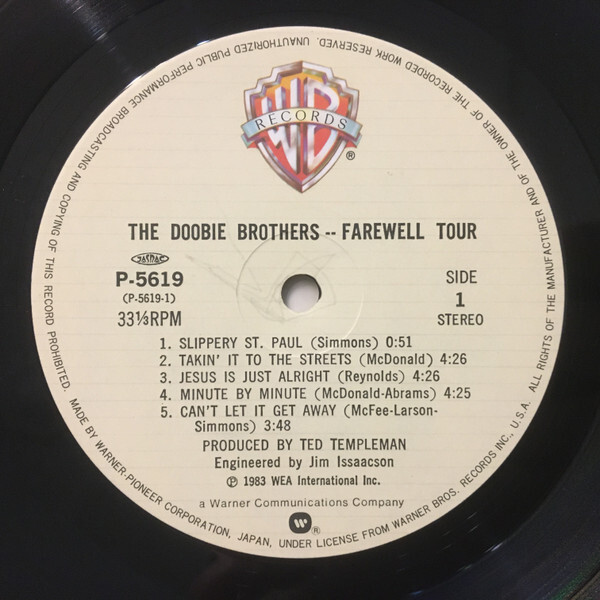 UNAUTHORIZED PUBLIC PERFORMANCE BROADCASTING AND COPYING OF THIS RECORD PROHIBITED.
ALL RIGHTS OF THE MANUFACTURER AND OF THE OWNER OF THE RECORDED WORK RESERVED.
WB
RECORDS
®
THE DOOBIE BROTHERS -- FAREWELL TOUR
JASRAC
P-5619
(P-5619-1)
33⅓RPM
SIDE
1
STEREO
1. SLIPPERY ST. PAUL (Simmons) 0:51
2. TAKIN' IT TO THE STREETS (McDonald) 4:26
3. JESUS IS JUST ALRIGHT (Reynolds) 4:26
4. MINUTE BY MINUTE (McDonald-Abrams) 4:25
5. CAN'T LET IT GET AWAY (McFee-Larson-
Simmons) 3:48
PRODUCED BY TED TEMPLEMAN
Engineered by Jim Issaacson
℗ 1983 WEA International Inc.
a Warner Communications Company
®
MADE BY WARNER-PIONEER CORPORATION, JAPAN, UNDER LICENSE FROM WARNER BROS. RECORDS INC., U.S.A.